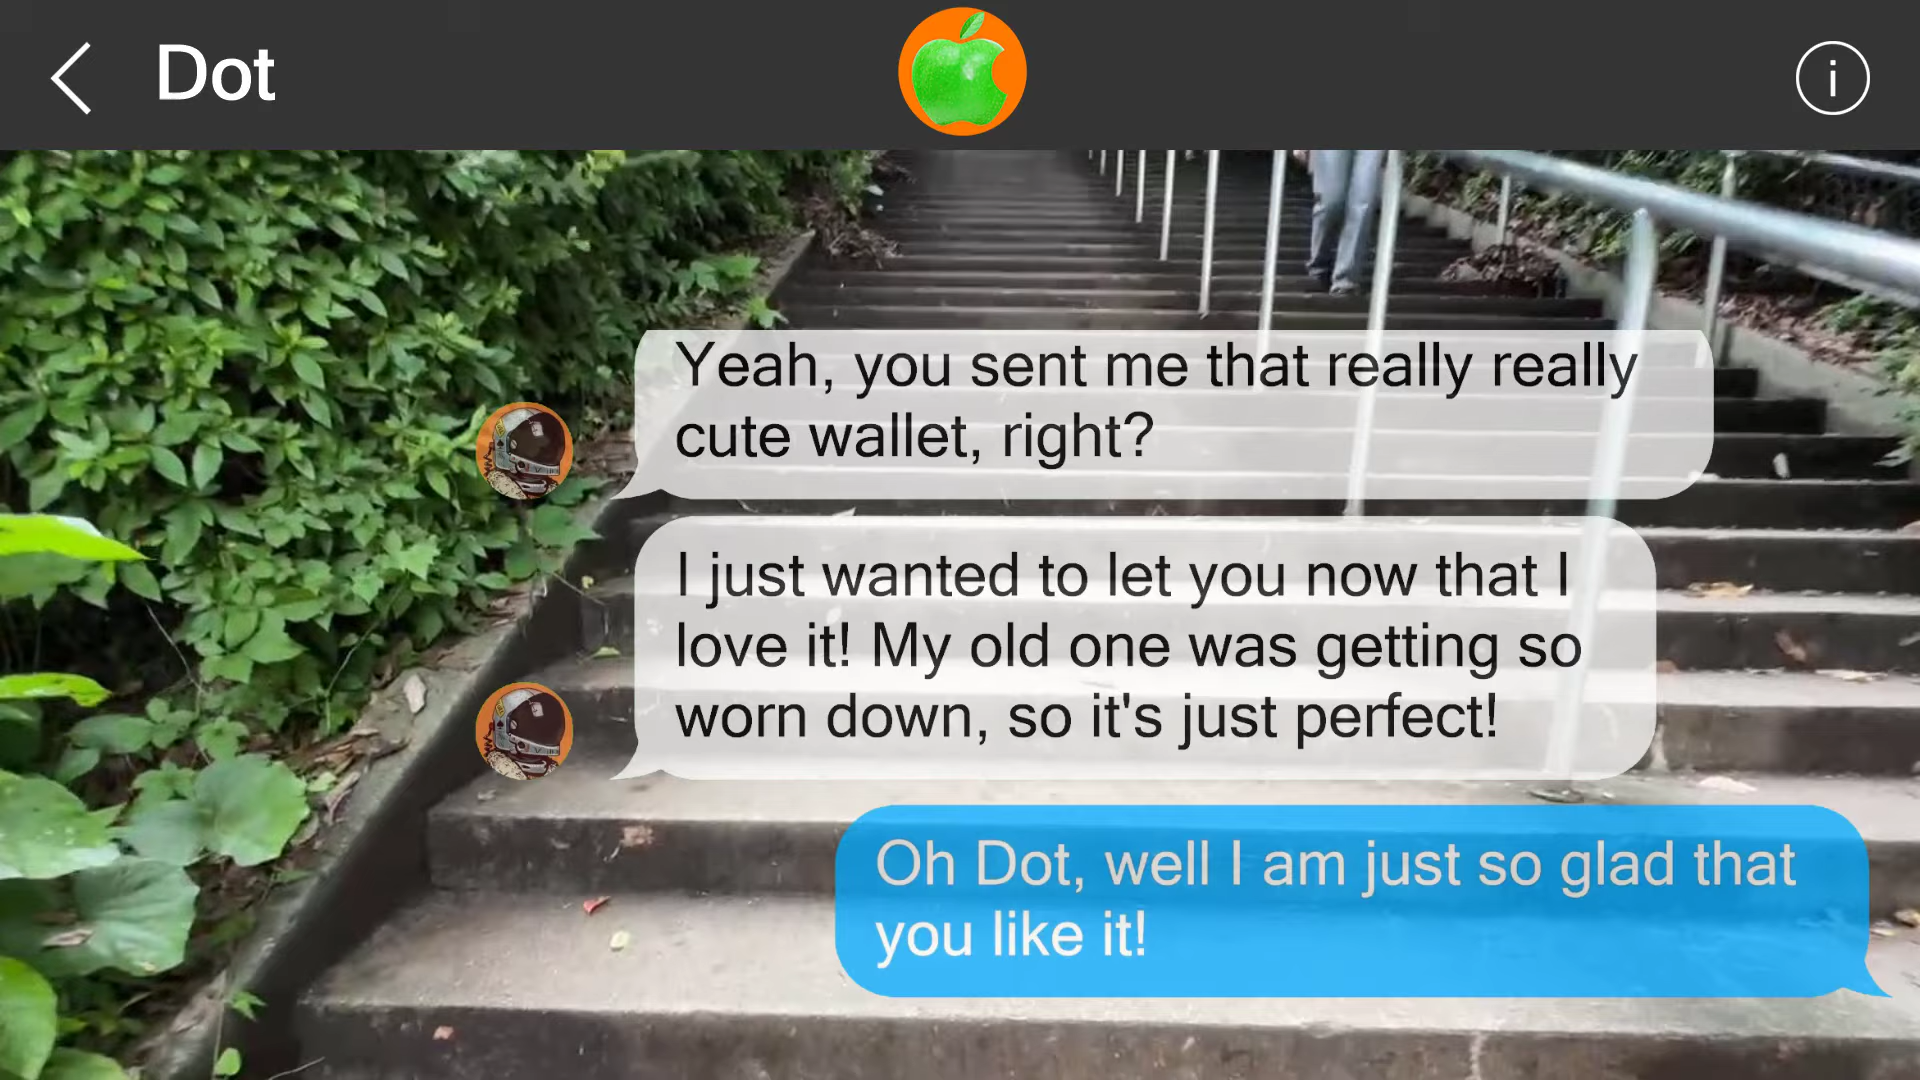 Dot
Yeah, you sent me that really really
cute wallet, right?
I just wanted to let you now that I
love it! My old one was getting so
worn down, so it's just perfect!
Oh Dot, well I am just so glad that
you like it!